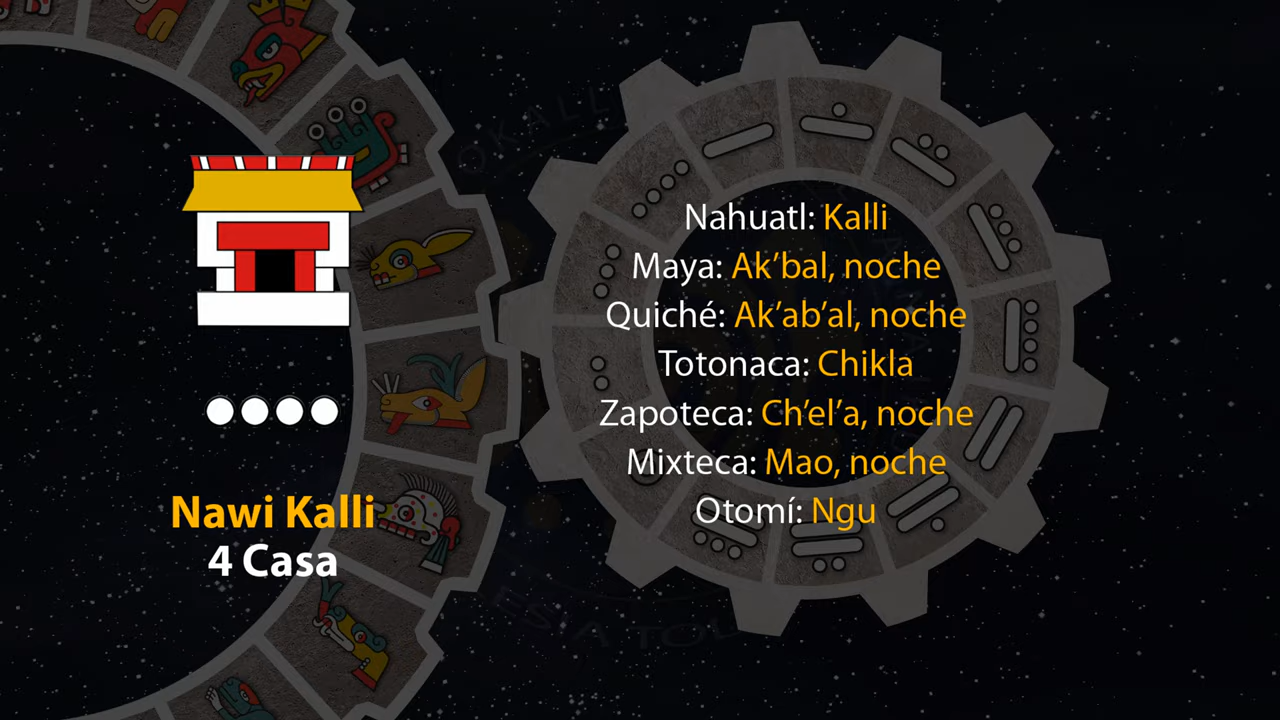 Nawi Kalli
4 Casa
Nahuatl: Kalli
Maya: Ak’bal, noche
Quiché: Ak’ab’al, noche
Totonaca: Chikla
Zapoteca: Ch’el’a, noche
Mixteca: Mao, noche
Otomí: Ngu